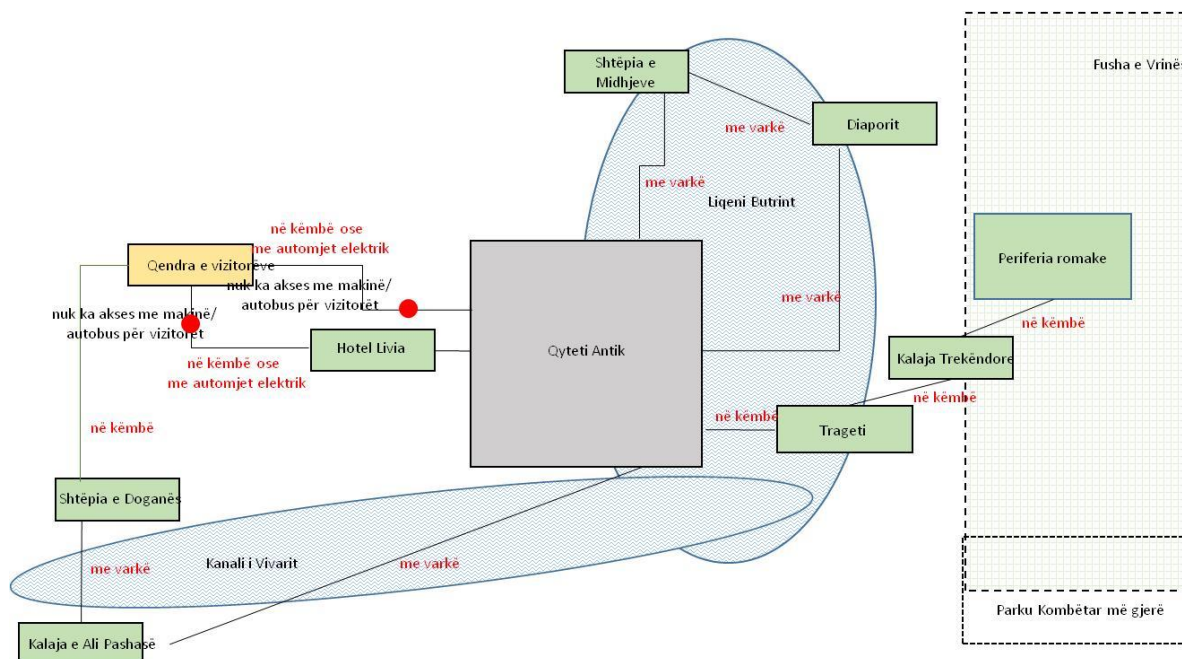 Shtëpia e
Midhjeve
Fusha e Vrinës
me varkë
Diaporit
me varkë
Liqeni Butrint
në këmbë ose
me automjet elektrik
Qendra e vizitorëve
Periferia romake
nuk ka akses me makinë/
autobus për vizitorët
nuk ka akses me makinë/
autobus për vizitorët
me varkë
në këmbë
Hotel Livia
Qyteti Antik
Kalaja Trekëndore
në këmbë ose
me automjet elektrik
në këmbë
në këmbë
Trageti
në këmbë
Shtëpia e Doganës
Kanali i Vivarit
me varkë
me varkë
Parku Kombëtar më gjerë
Kalaja e Ali Pashasë